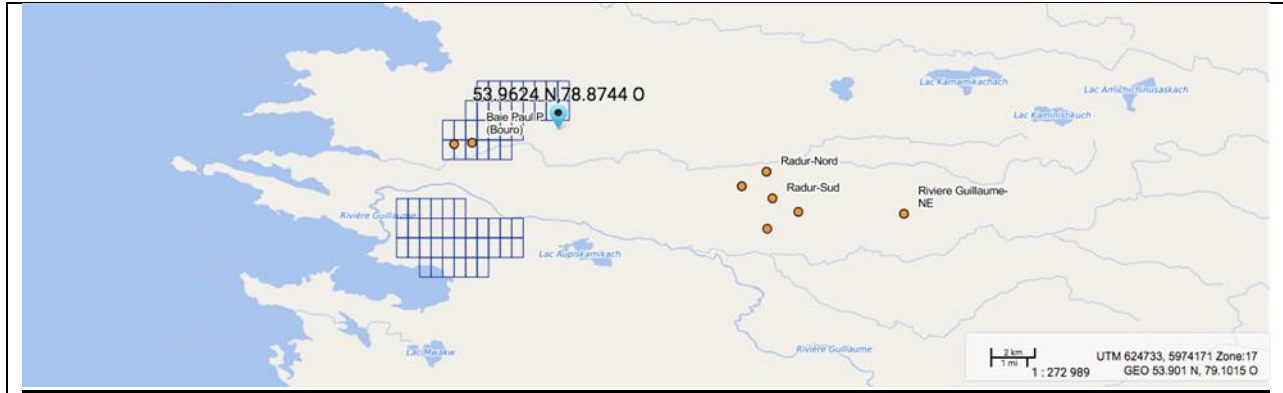 Lac Kamamikachach
Lac Amichichinusaskach
Lac Kaministikuch
53.9624 N,78.8744 O
Baie Paul P.
(Bouro)
Radur-Nord
Radur-Sud
Riviere Guillaume-
NE
Rivière Guillaume
Lac Aupiskamikach
Lac Mwakw
Rivière Guillaume
2 km
1 mi
1 : 272 989
UTM 624733, 5974171 Zone:17
GEO 53.901 N, 79.1015 O